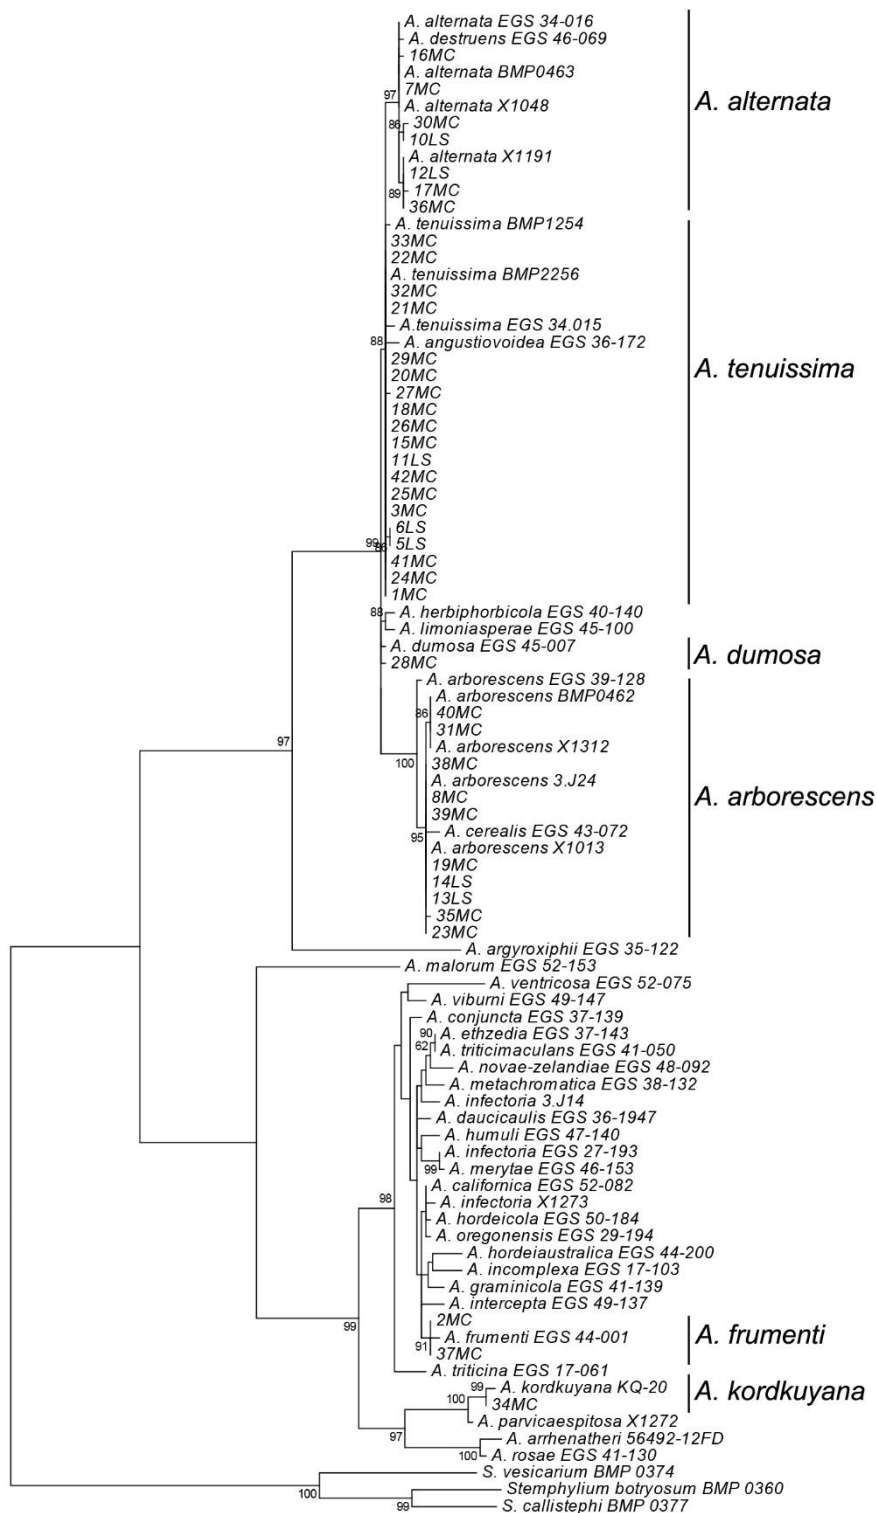 A. alternata EGS 34-016
A. destruens EGS 46-069
16MC
A. alternata BMP0463
97
7MC
A. alternata
A. alternata X1048
86
30MC
10LS
A. alternata X1191
12LS
89
17MC
36MC
A. tenuissima BMP1254
33MC
22MC
A. tenuissima BMP2256
32MC
21MC
A.tenuissima EGS 34.015
88
A. angustiovoidea EGS 36-172
29MC
A. tenuissima
20MC
27MC
18MC
26MC
15MC
11LS
42MC
25MC
3MC
6LS
99
86
5LS
41MC
24MC
1MC
88
A. herbiphorbicola EGS 40-140
A. limoniasperae EGS 45-100
A. dumosa EGS 45-007
A. dumosa
28MC
A. arborescens EGS 39-128
A. arborescens BMP0462
86
40MC
31MC
97
A. arborescens X1312
100
38MC
A. arborescens 3.J24
8MC
A. arborescens
39MC
95
A. cerealis EGS 43-072
A. arborescens X1013
19MC
14LS
13LS
35MC
23MC
A. argyroxiphii EGS 35-122
A. malorum EGS 52-153
A. ventricosa EGS 52-075
A. viburni EGS 49-147
A. conjuncta EGS 37-139
90
A. ethzedia EGS 37-143
62
A. triticimaculans EGS 41-050
A. novae-zelandiae EGS 48-092
A. metachromatica EGS 38-132
A. infectoria 3.J14
A. daucicaulis EGS 36-1947
A. humuli EGS 47-140
A. infectoria EGS 27-193
99
A. merytae EGS 46-153
A. californica EGS 52-082
98
A. infectoria X1273
A. hordeicola EGS 50-184
A. oregonensis EGS 29-194
A. hordeiaustralica EGS 44-200
A. incomplexa EGS 17-103
A. graminicola EGS 41-139
A. intercepta EGS 49-137
99
2MC
A. frumenti EGS 44-001
A. frumenti
91
37MC
A. triticina EGS 17-061
99
A. kordkuyana KQ-20
A. kordkuyana
100
34MC
A. parvicaespitosa X1272
97
A. arrhenatheri 56492-12FD
100
A. rosae EGS 41-130
S. vesicarium BMP 0374
100
Stemphylium botryosum BMP 0360
99
S. callistephi BMP 0377